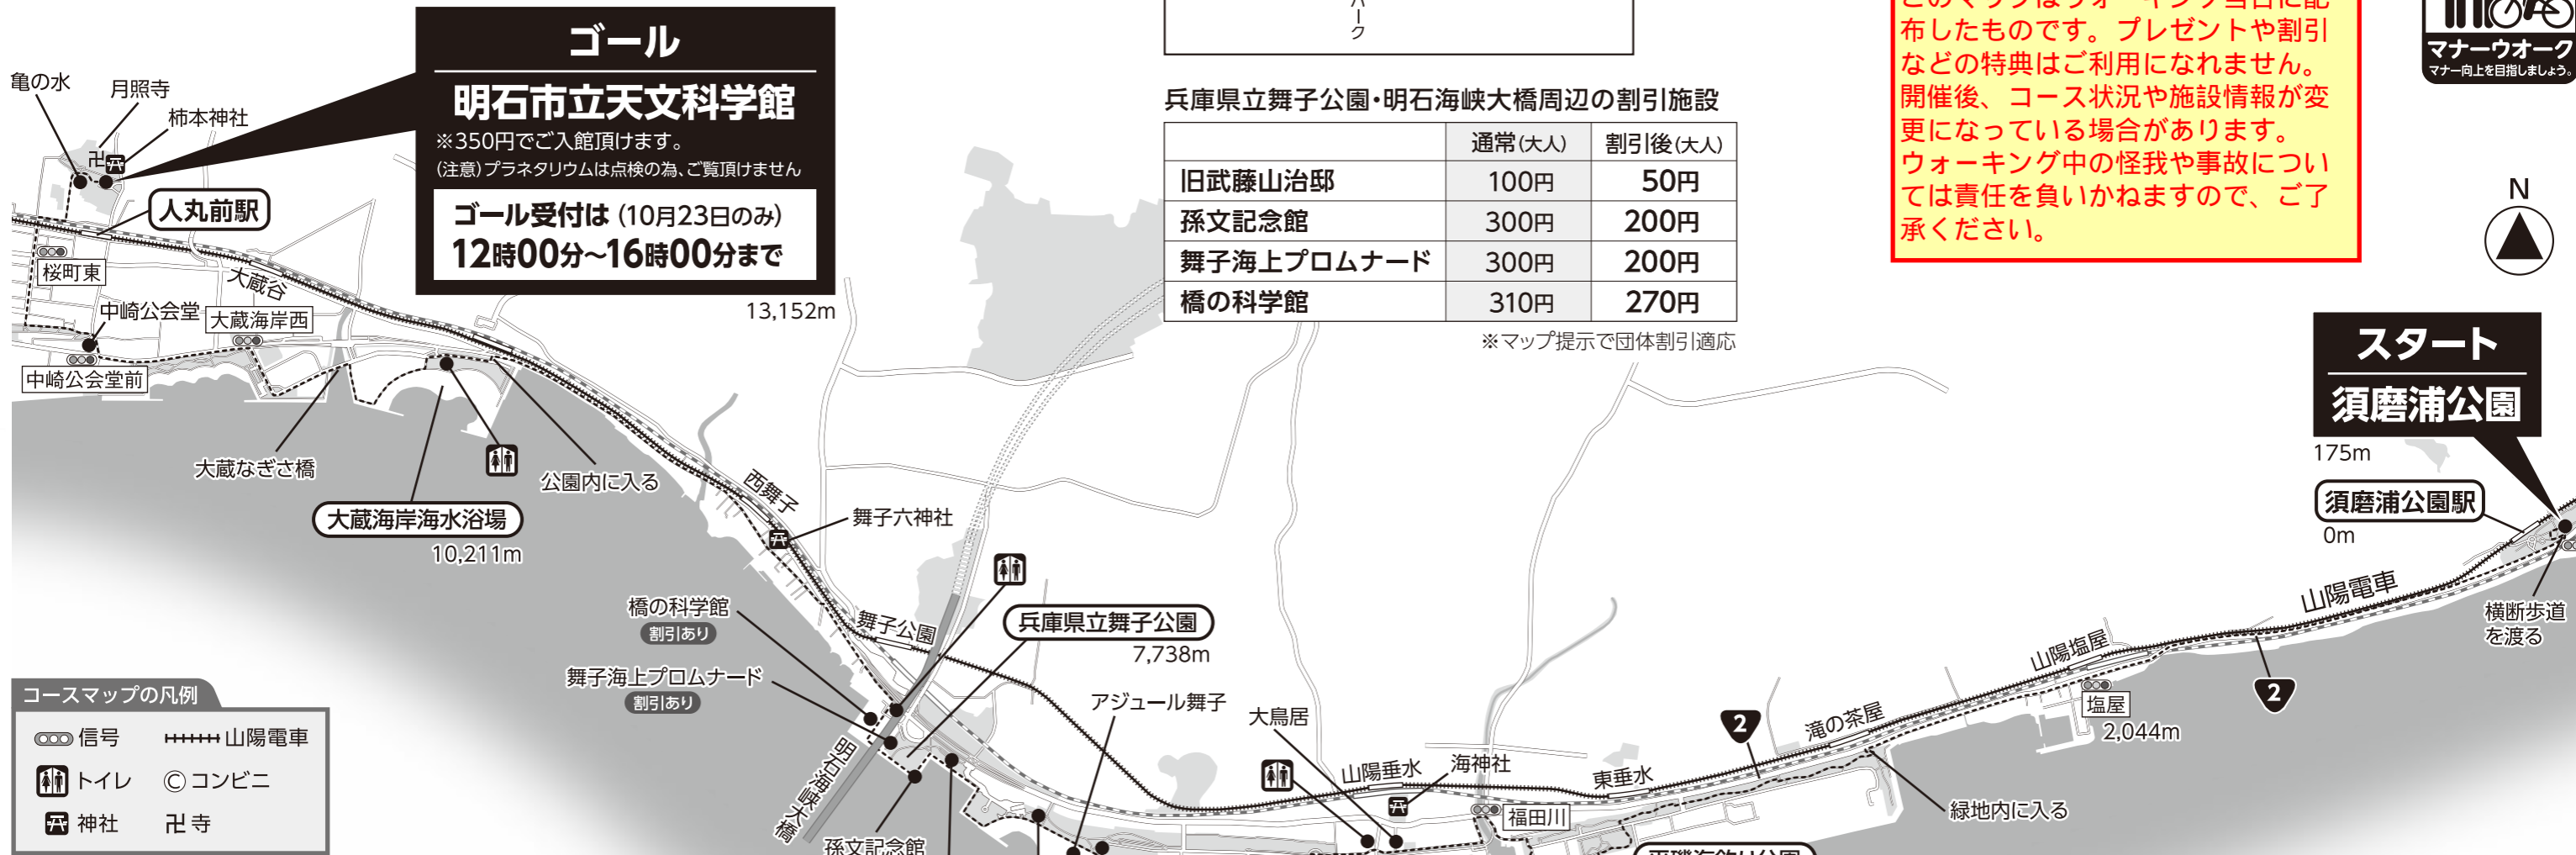 ゴール
明石市立天文科学館
※350円でご入館頂けます。
(注意)プラネタリウムは点検の為、ご覧頂けません
ゴール受付は (10月23日のみ)
12時00分～16時00分まで
13,152m
亀の水
月照寺
柿本神社
卍
人丸前駅
桜町東
大蔵谷
中崎公会堂
大蔵海岸西
中崎公会堂前
大蔵なぎさ橋
公園内に入る
大蔵海岸海水浴場
10,211m
パーク
兵庫県立舞子公園・明石海峡大橋周辺の割引施設
通常(大人) 割引後(大人)
旧武藤山治邸 100円 50円
孫文記念館 300円 200円
舞子海上プロムナード 300円 200円
橋の科学館 310円 270円
※マップ提示で団体割引適応
布したものです。プレゼントや割引
などの特典はご利用になれません。
開催後、コース状況や施設情報が変
更になっている場合があります。
ウォーキング中の怪我や事故につい
ては責任を負いかねますので、ご了
承ください。
マナーウオーク
マナー向上を目指しましょう。
N
スタート
須磨浦公園
175m
須磨浦公園駅
0m
横断歩道
を渡る
山陽電車
2
山陽塩屋
塩屋
2,044m
滝の茶屋
2
緑地内に入る
東垂水
福田川
海神社
山陽垂水
大鳥居
アジュール舞子
西舞子
舞子六神社
舞子公園
兵庫県立舞子公園
7,738m
橋の科学館
割引あり
舞子海上プロムナード
割引あり
明石海峡大橋
孫文記念館
コースマップの凡例
信号 山陽電車
トイレ Ⓒコンビニ
神社 卍寺